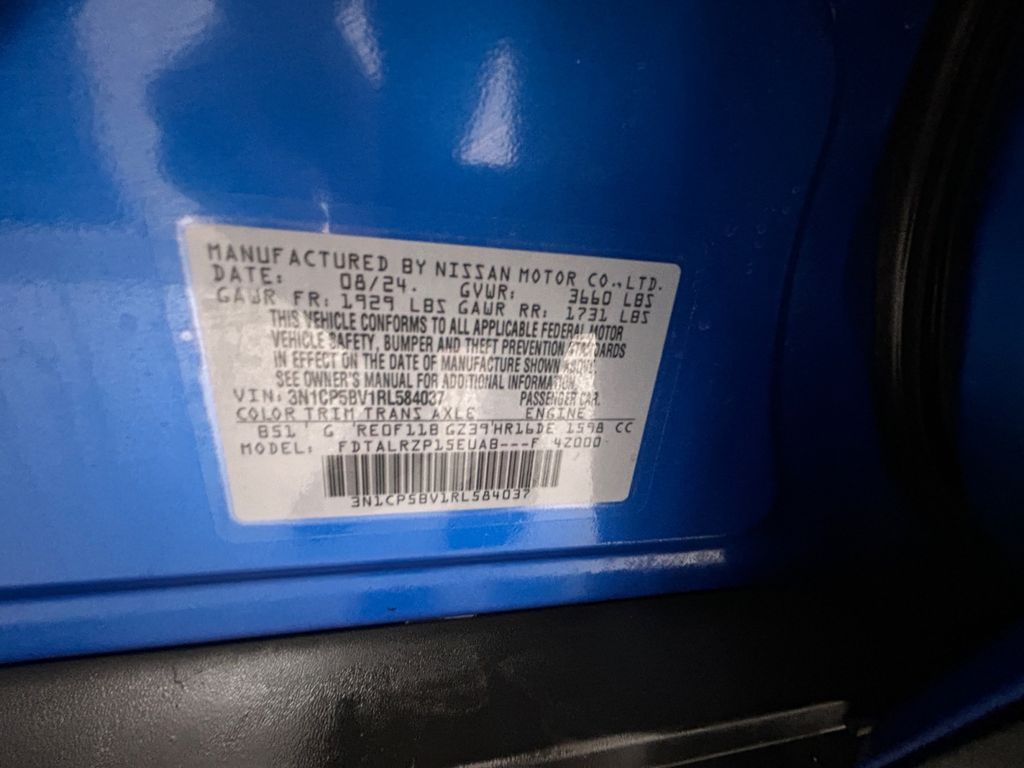 MANUFACTURED BY NISSAN MOTOR CO.,LTD.
DATE: 08/24. GVWR: 3660 LBS
GAWR FR: 1929 LBS GAWR RR: 1731 LBS
THIS VEHICLE CONFORMS TO ALL APPLICABLE FEDERAL MOTOR
VEHICLE SAFETY, BUMPER AND THEFT PREVENTION STANDARDS
IN EFFECT ON THE DATE OF MANUFACTURE SHOWN ABOVE.
SEE OWNER'S MANUAL FOR ADDITIONAL INFORMATION.
VIN: 3N1CP5BV1RL584037 PASSENGER CAR.
COLOR TRIM TRANS AXLE ENGINE
B51 G RE0F11B GZ39 HR16DE 1598 CC
MODEL: FDTALRZP15EUAB---F 42000
3N1CP5BV1RL584037